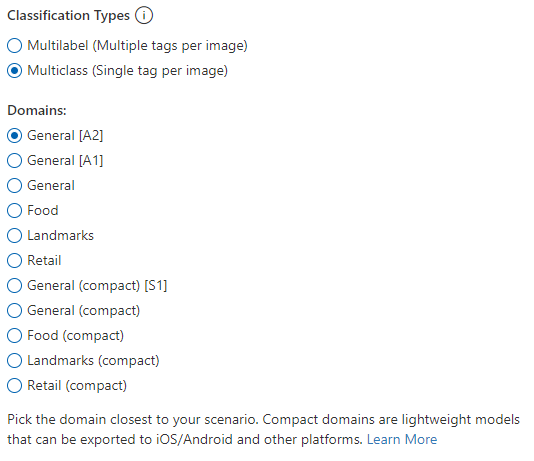 Classification Types
Multilabel (Multiple tags per image)
Multiclass (Single tag per image)
Domains:
General [A2]
General [A1]
General
Food
Landmarks
Retail
General (compact) [S1]
General (compact)
Food (compact)
Landmarks (compact)
Retail (compact)
Pick the domain closest to your scenario. Compact domains are lightweight models
that can be exported to iOS/Android and other platforms. Learn More